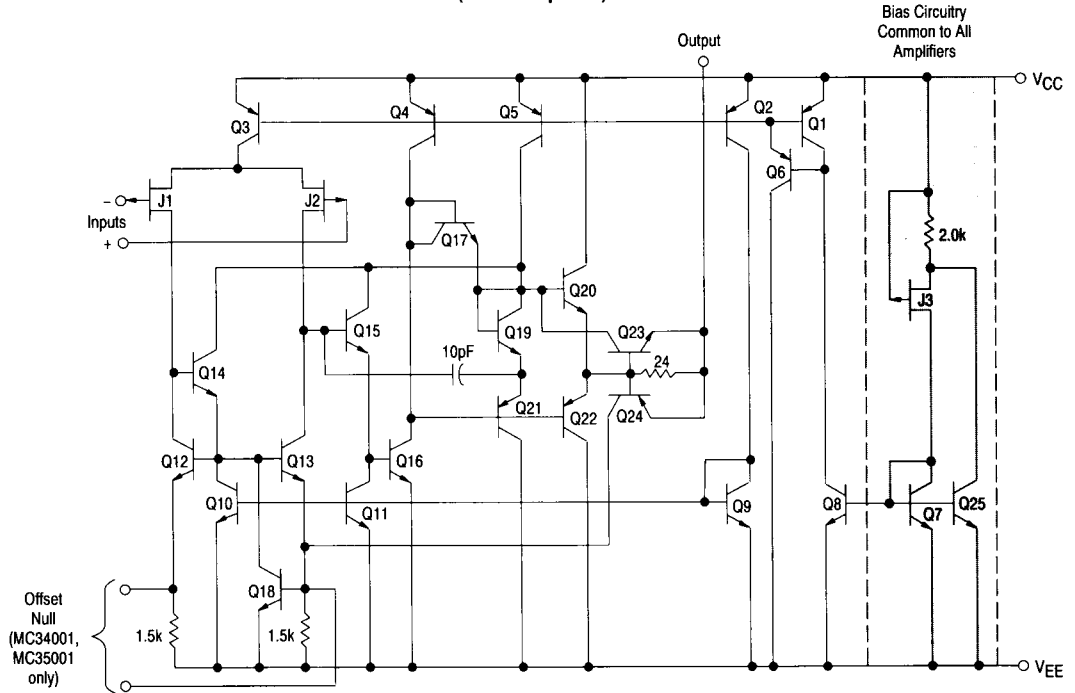 Bias Circuitry
Common to All
Amplifiers
Output
VCC
Q3
Q4
Q5
Q2
Q1
Q6
−
J1
J2
Inputs
+
Q17
2.0k
J3
Q20
Q15
Q19
Q23
10pF
24
Q14
Q21
Q22
Q24
Q12
Q13
Q16
Q10
Q11
Q9
Q8
Q7
Q25
Q18
Offset
Null
(MC34001,
MC35001
only)
1.5k
1.5k
VEE